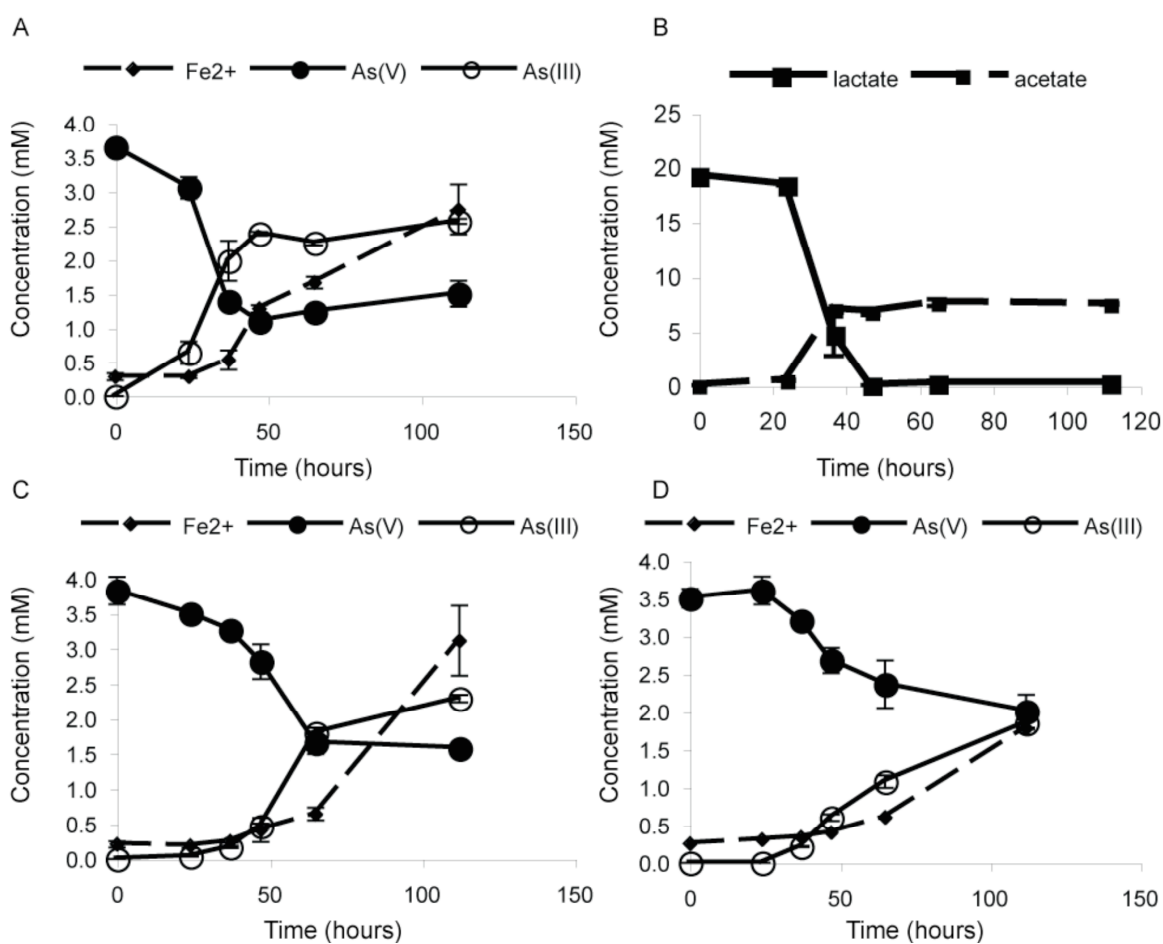 A
Fe2+ As(V) As(III)
Concentration (mM)
4.0
3.5
3.0
2.5
2.0
1.5
1.0
0.5
0.0
0 50 100 150
Time (hours)
B
lactate acetate
Concentration (mM)
25
20
15
10
5
0
0 20 40 60 80 100 120
Time (hours)
C
Fe2+ As(V) As(III)
Concentration (mM)
4.0
3.5
3.0
2.5
2.0
1.5
1.0
0.5
0.0
0 50 100 150
Time (hours)
D
Fe2+ As(V) As(III)
Concentration (mM)
4.0
3.5
3.0
2.5
2.0
1.5
1.0
0.5
0.0
0 50 100 150
Time (hours)